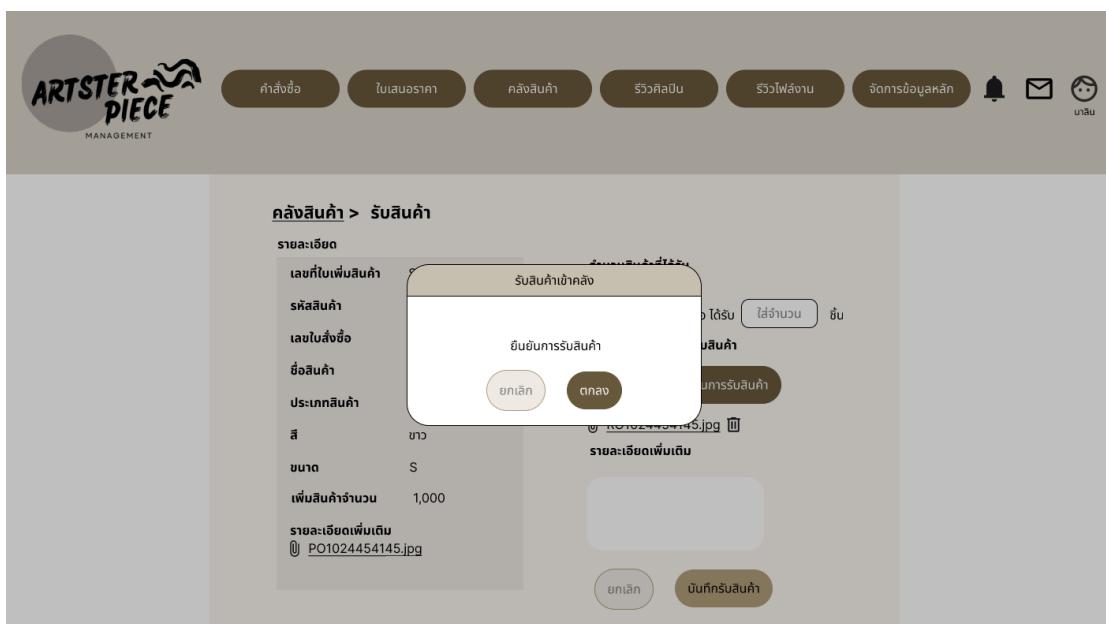 ARTSTER
PIECE
MANAGEMENT
คำสั่งซื้อ
ใบเสนอราคา
คลังสินค้า
รีวิวศิลปิน
รีวิวไฟล์งาน
จัดการข้อมูลหลัก
มาลิน
คลังสินค้า > รับสินค้า
รายละเอียด
เลขที่ใบเพิ่มสินค้า
รหัสสินค้า
เลขใบสั่งซื้อ
ชื่อสินค้า
ประเภทสินค้า
สี ขาว
ขนาด S
เพิ่มสินค้าจำนวน 1,000
รายละเอียดเพิ่มเติม
PO1024454145.jpg
รับสินค้าเข้าคลัง
ยืนยันการรับสินค้า
ยกเลิก ตกลง
ได้รับ ใส่จำนวน ชิ้น
การรับสินค้า
รายละเอียดเพิ่มเติม
ยกเลิก บันทึกรับสินค้า